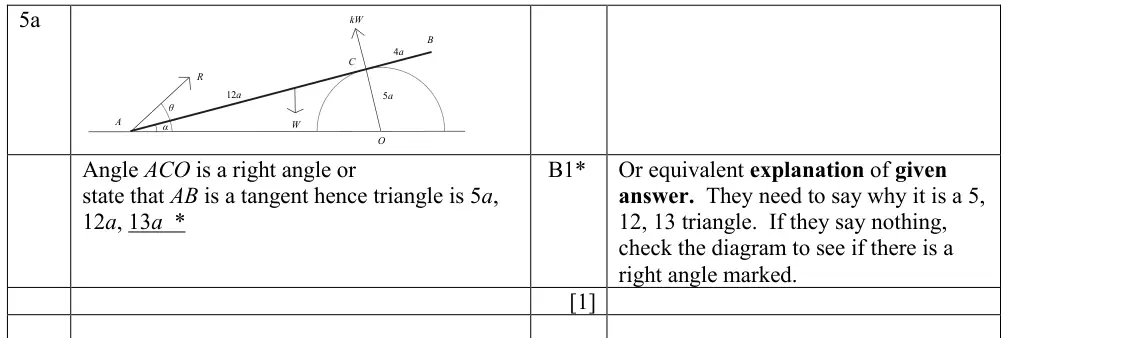 5a
kW
B
4a
C
R
12a
5a
θ
A
α
W
O
Angle ACO is a right angle or
state that AB is a tangent hence triangle is 5a,
12a, 13a *
B1*
Or equivalent explanation of given
answer. They need to say why it is a 5,
12, 13 triangle. If they say nothing,
check the diagram to see if there is a
right angle marked.
[1]